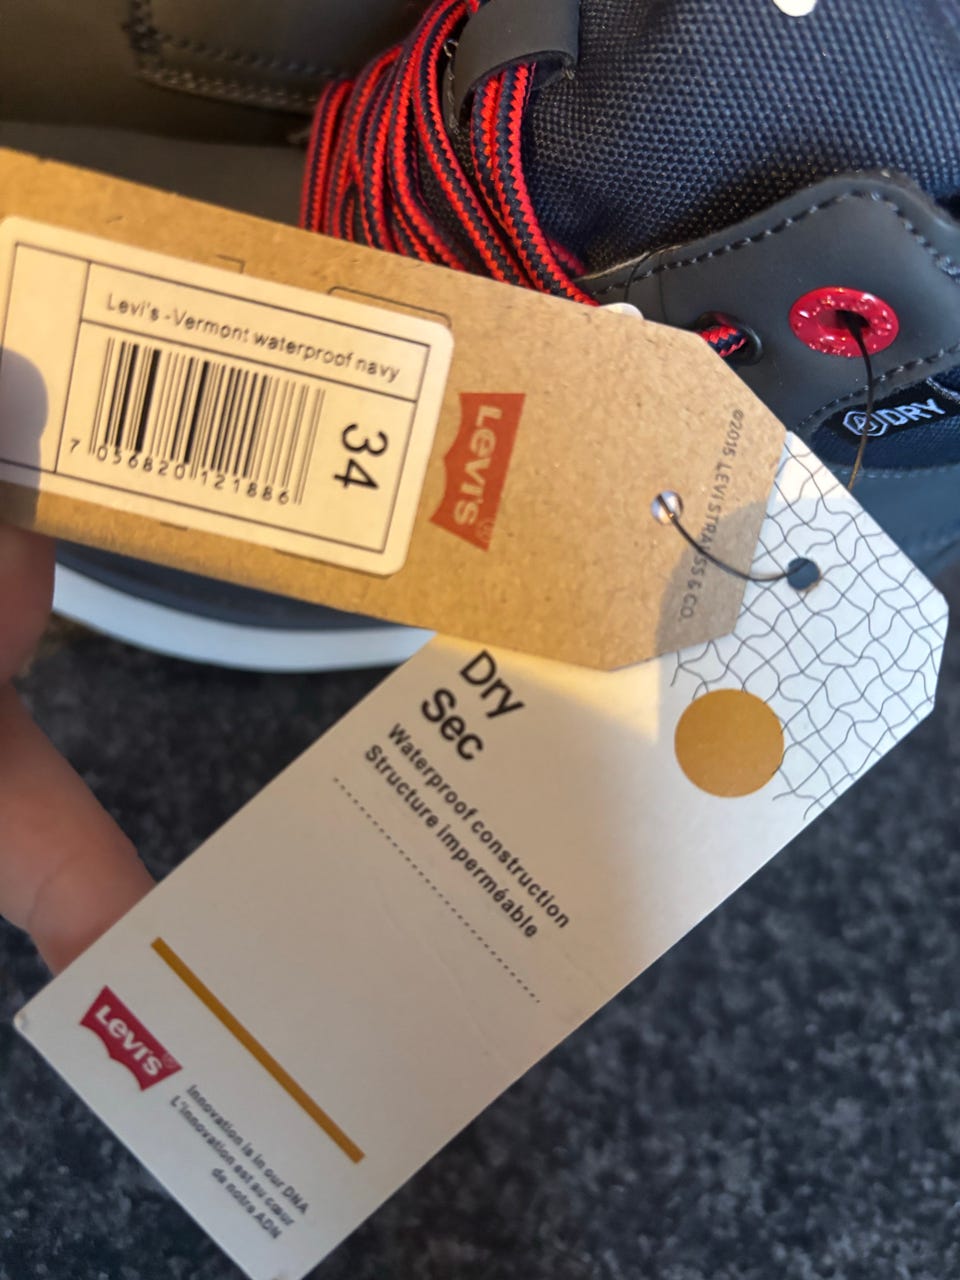 Levi's -Vermont waterproof navy
34
7 056820 121886
Levi's®
©2015 LEVI STRAUSS & CO.
DRY
Dry
Sec
Waterproof construction
Structure imperméable
Levi's®
Innovation is in our DNA
L'innovation est au cœur
de notre ADN